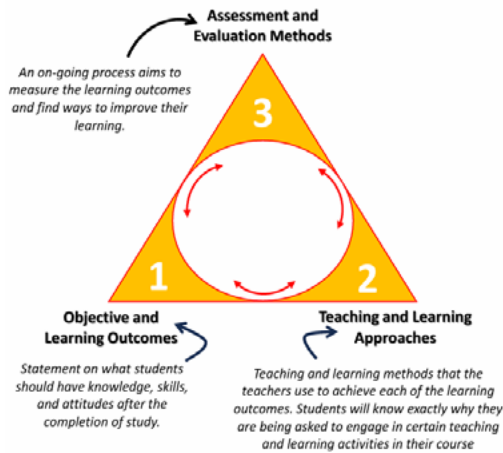 Assessment and
Evaluation Methods
An on-going process aims to
measure the learning outcomes
and find ways to improve their
learning.
3
1
2
Objective and
Learning Outcomes
Statement on what students
should have knowledge, skills,
and attitudes after the
completion of study.
Teaching and Learning
Approaches
Teaching and learning methods that the
teachers use to achieve each of the learning
outcomes. Students will know exactly why they
are being asked to engage in certain teaching
and learning activities in their course